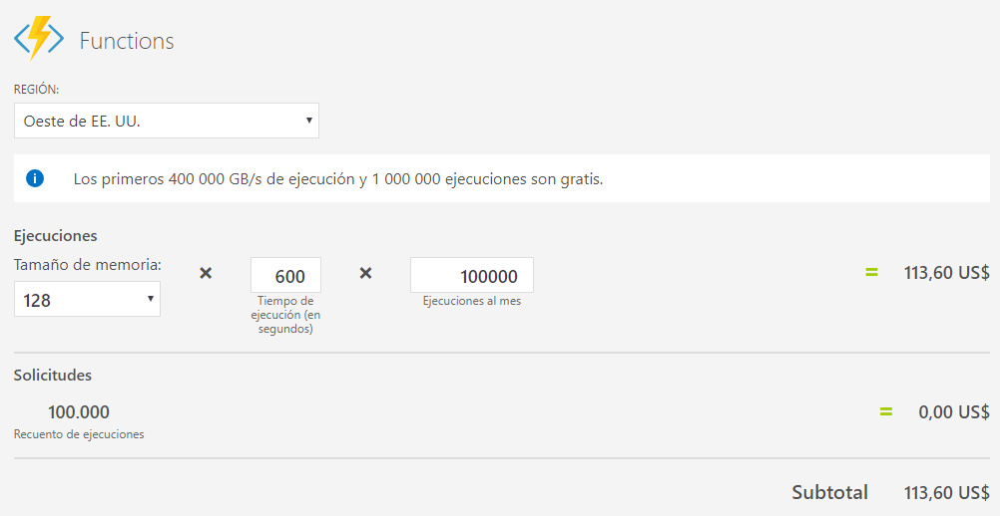 Functions
REGIÓN:
Oeste de EE. UU.
Los primeros 400 000 GB/s de ejecución y 1 000 000 ejecuciones son gratis.
Ejecuciones
Tamaño de memoria:
128
×
600
Tiempo de
ejecución (en
segundos)
×
100000
Ejecuciones al mes
= 113,60 US$
Solicitudes
100.000
Recuento de ejecuciones
= 0,00 US$
Subtotal 113,60 US$